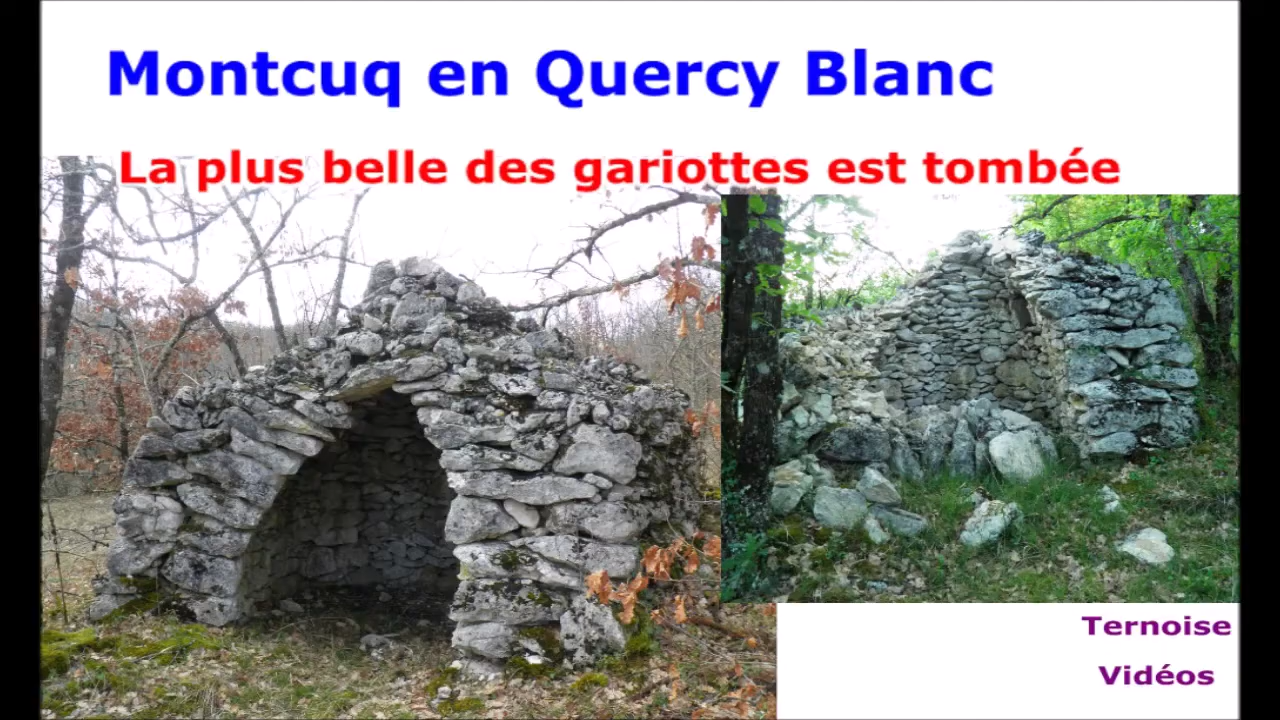 Montcuq en Quercy Blanc
La plus belle des gariottes est tombée
Ternoise
Vidéos